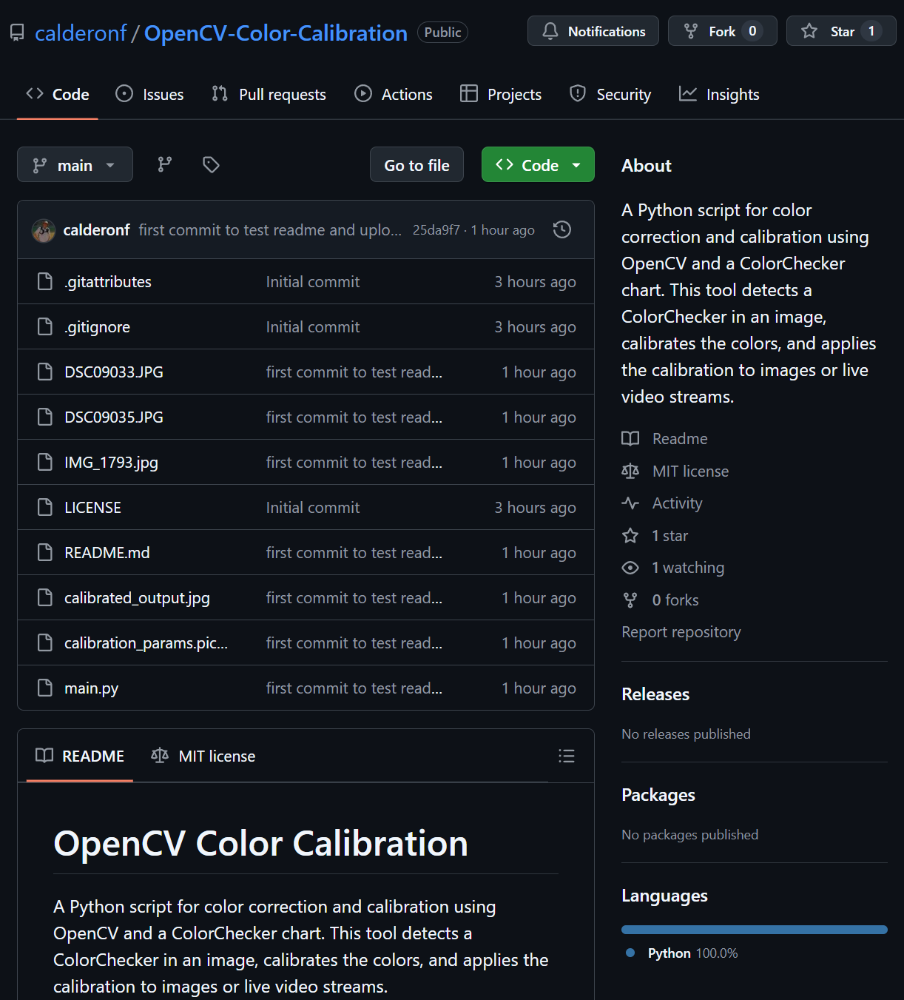 calderonf / OpenCV-Color-Calibration Public Notifications Fork 0 Star 1
Code Issues Pull requests Actions Projects Security Insights
main Go to file Code
calderonf first commit to test readme and uplo... 25da9f7 · 1 hour ago
.gitattributes Initial commit 3 hours ago
.gitignore Initial commit 3 hours ago
DSC09033.JPG first commit to test read... 1 hour ago
DSC09035.JPG first commit to test read... 1 hour ago
IMG_1793.jpg first commit to test read... 1 hour ago
LICENSE Initial commit 3 hours ago
README.md first commit to test read... 1 hour ago
calibrated_output.jpg first commit to test read... 1 hour ago
calibration_params.pic... first commit to test read... 1 hour ago
main.py first commit to test read... 1 hour ago
README MIT license
OpenCV Color Calibration
A Python script for color correction and calibration using
OpenCV and a ColorChecker chart. This tool detects a
ColorChecker in an image, calibrates the colors, and applies the
calibration to images or live video streams.
About
A Python script for color
correction and calibration using
OpenCV and a ColorChecker
chart. This tool detects a
ColorChecker in an image,
calibrates the colors, and applies
the calibration to images or live
video streams.
Readme
MIT license
Activity
1 star
1 watching
0 forks
Report repository
Releases
No releases published
Packages
No packages published
Languages
Python 100.0%